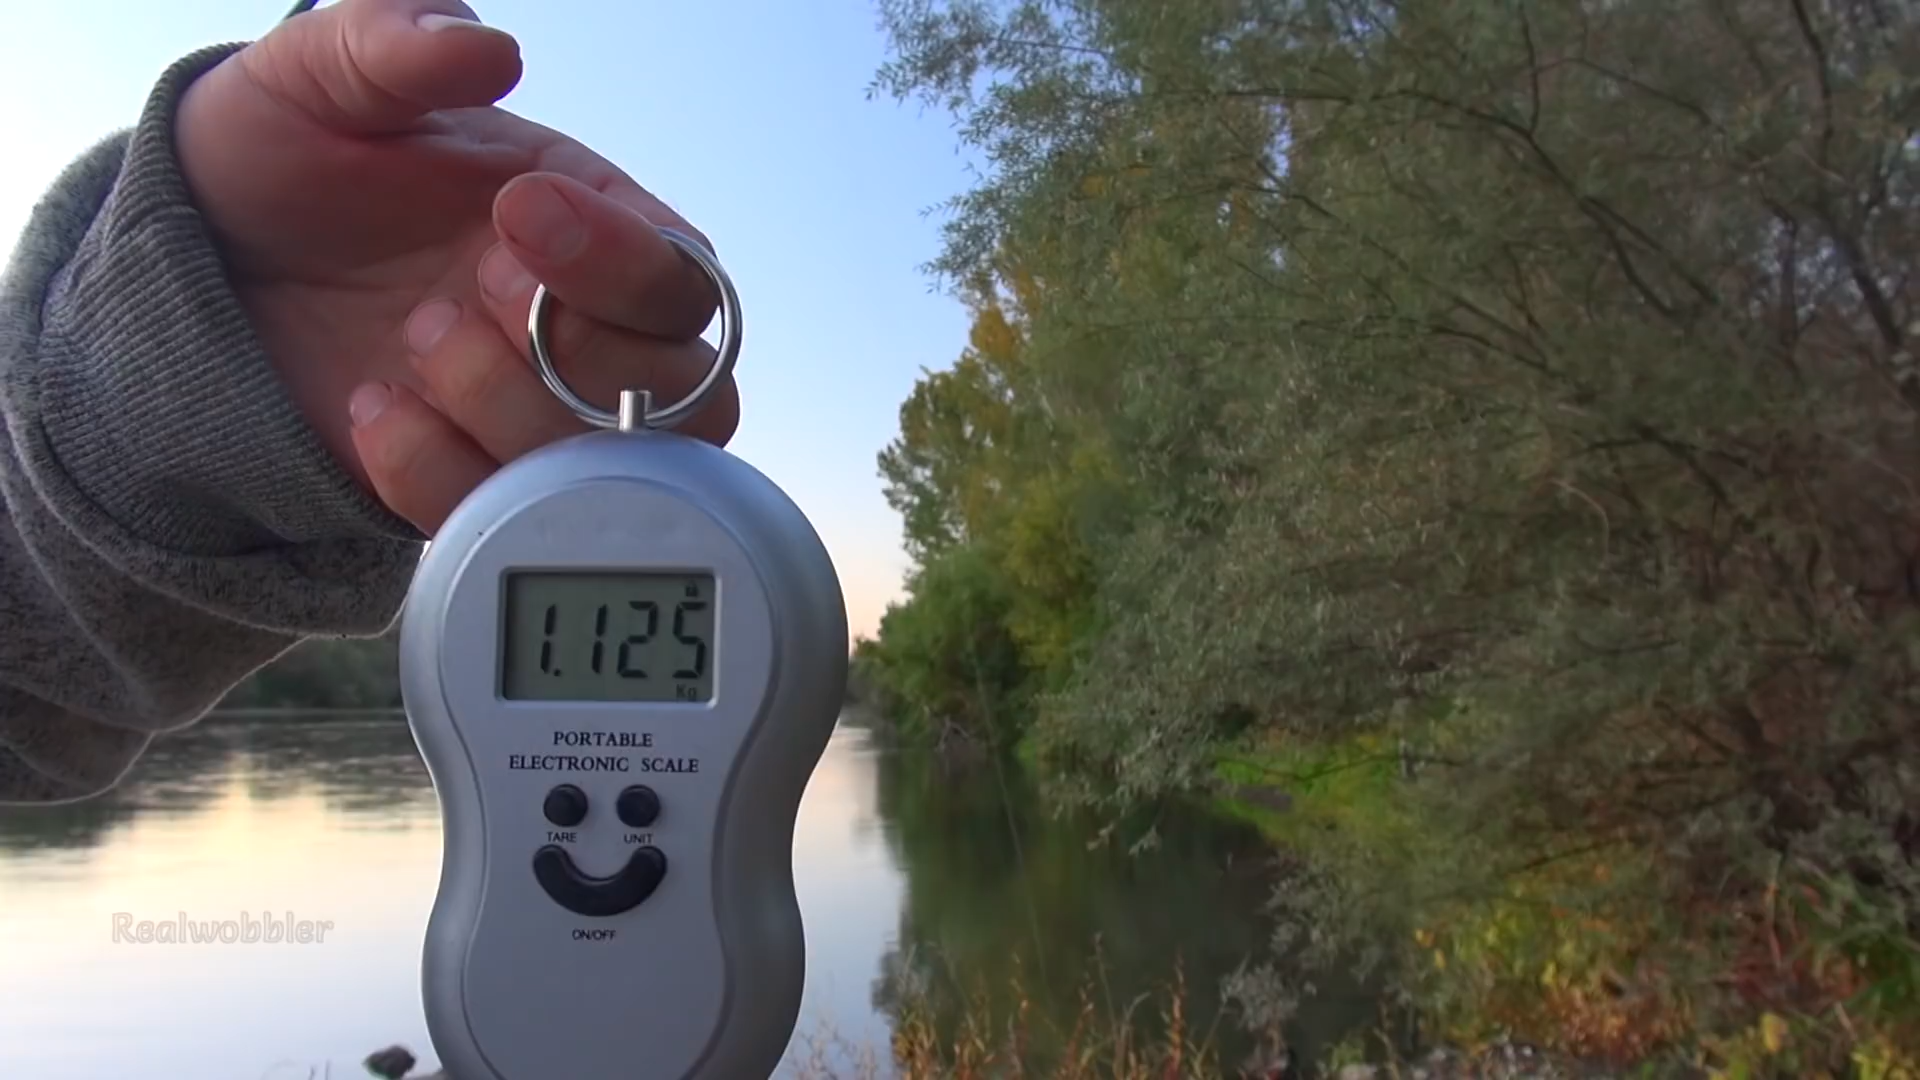 1.125
Kg
PORTABLE
ELECTRONIC SCALE
TARE UNIT
ON/OFF
Realwobbler